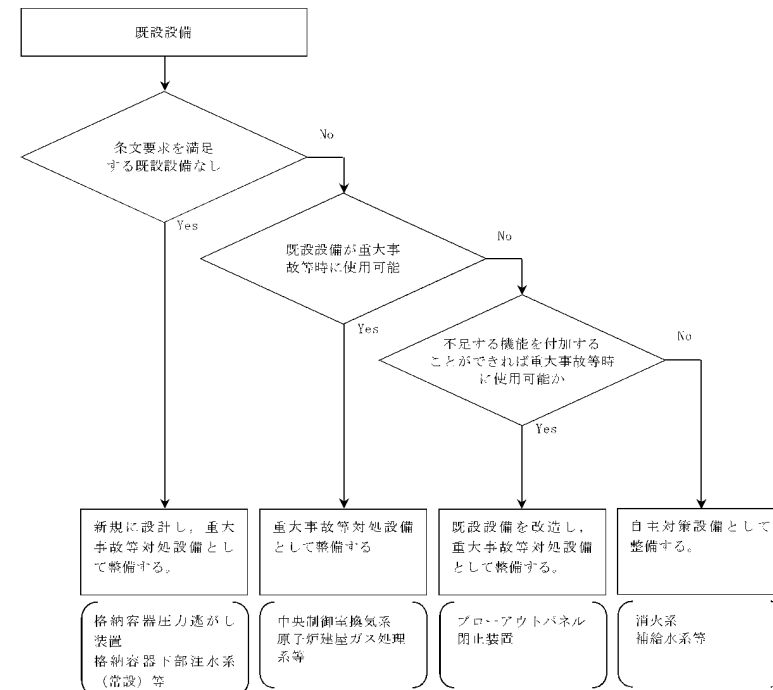 既設設備
条文要求を満足
する既設設備なし
No
Yes
既設設備が重大事
故等時に使用可能
No
Yes
不足する機能を付加する
ことができれば重大事故等時
に使用可能か
No
Yes
新規に設計し，重大
事故等対処設備とし
て整備する。
重大事故等対処設備
として整備する
既設設備を改造し，
重大事故等対処設備
として整備する。
自主対策設備として
整備する。
格納容器圧力逃がし
装置
格納容器下部注水系
（常設）等
中央制御室換気系
原子炉建屋ガス処理
系等
ブローアウトパネル
閉止装置
消火系
補給水系等